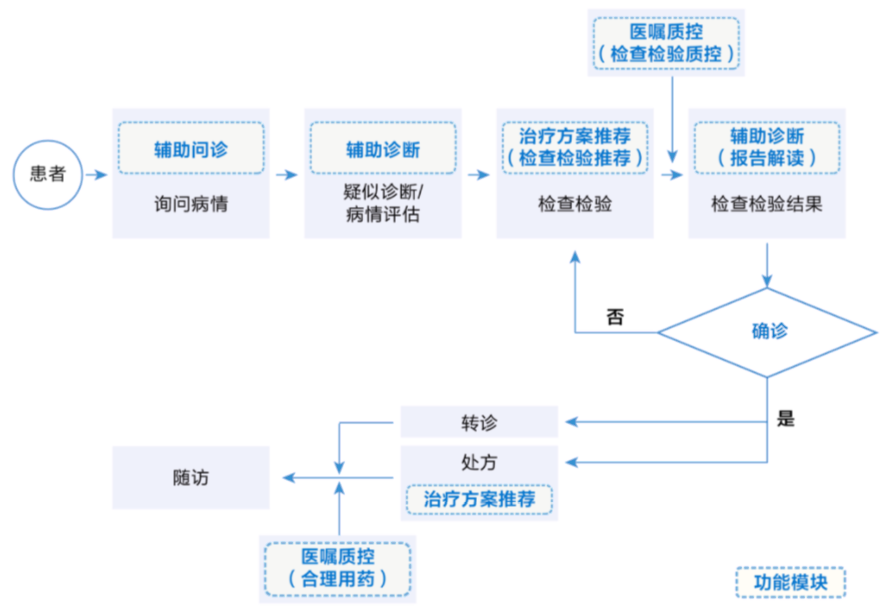 医嘱质控
（检查检验质控）
患者
辅助问诊
询问病情
辅助诊断
疑似诊断/
病情评估
治疗方案推荐
（检查检验推荐）
检查检验
辅助诊断
（报告解读）
检查检验结果
否
确诊
是
转诊
随访
处方
治疗方案推荐
医嘱质控
（合理用药）
功能模块